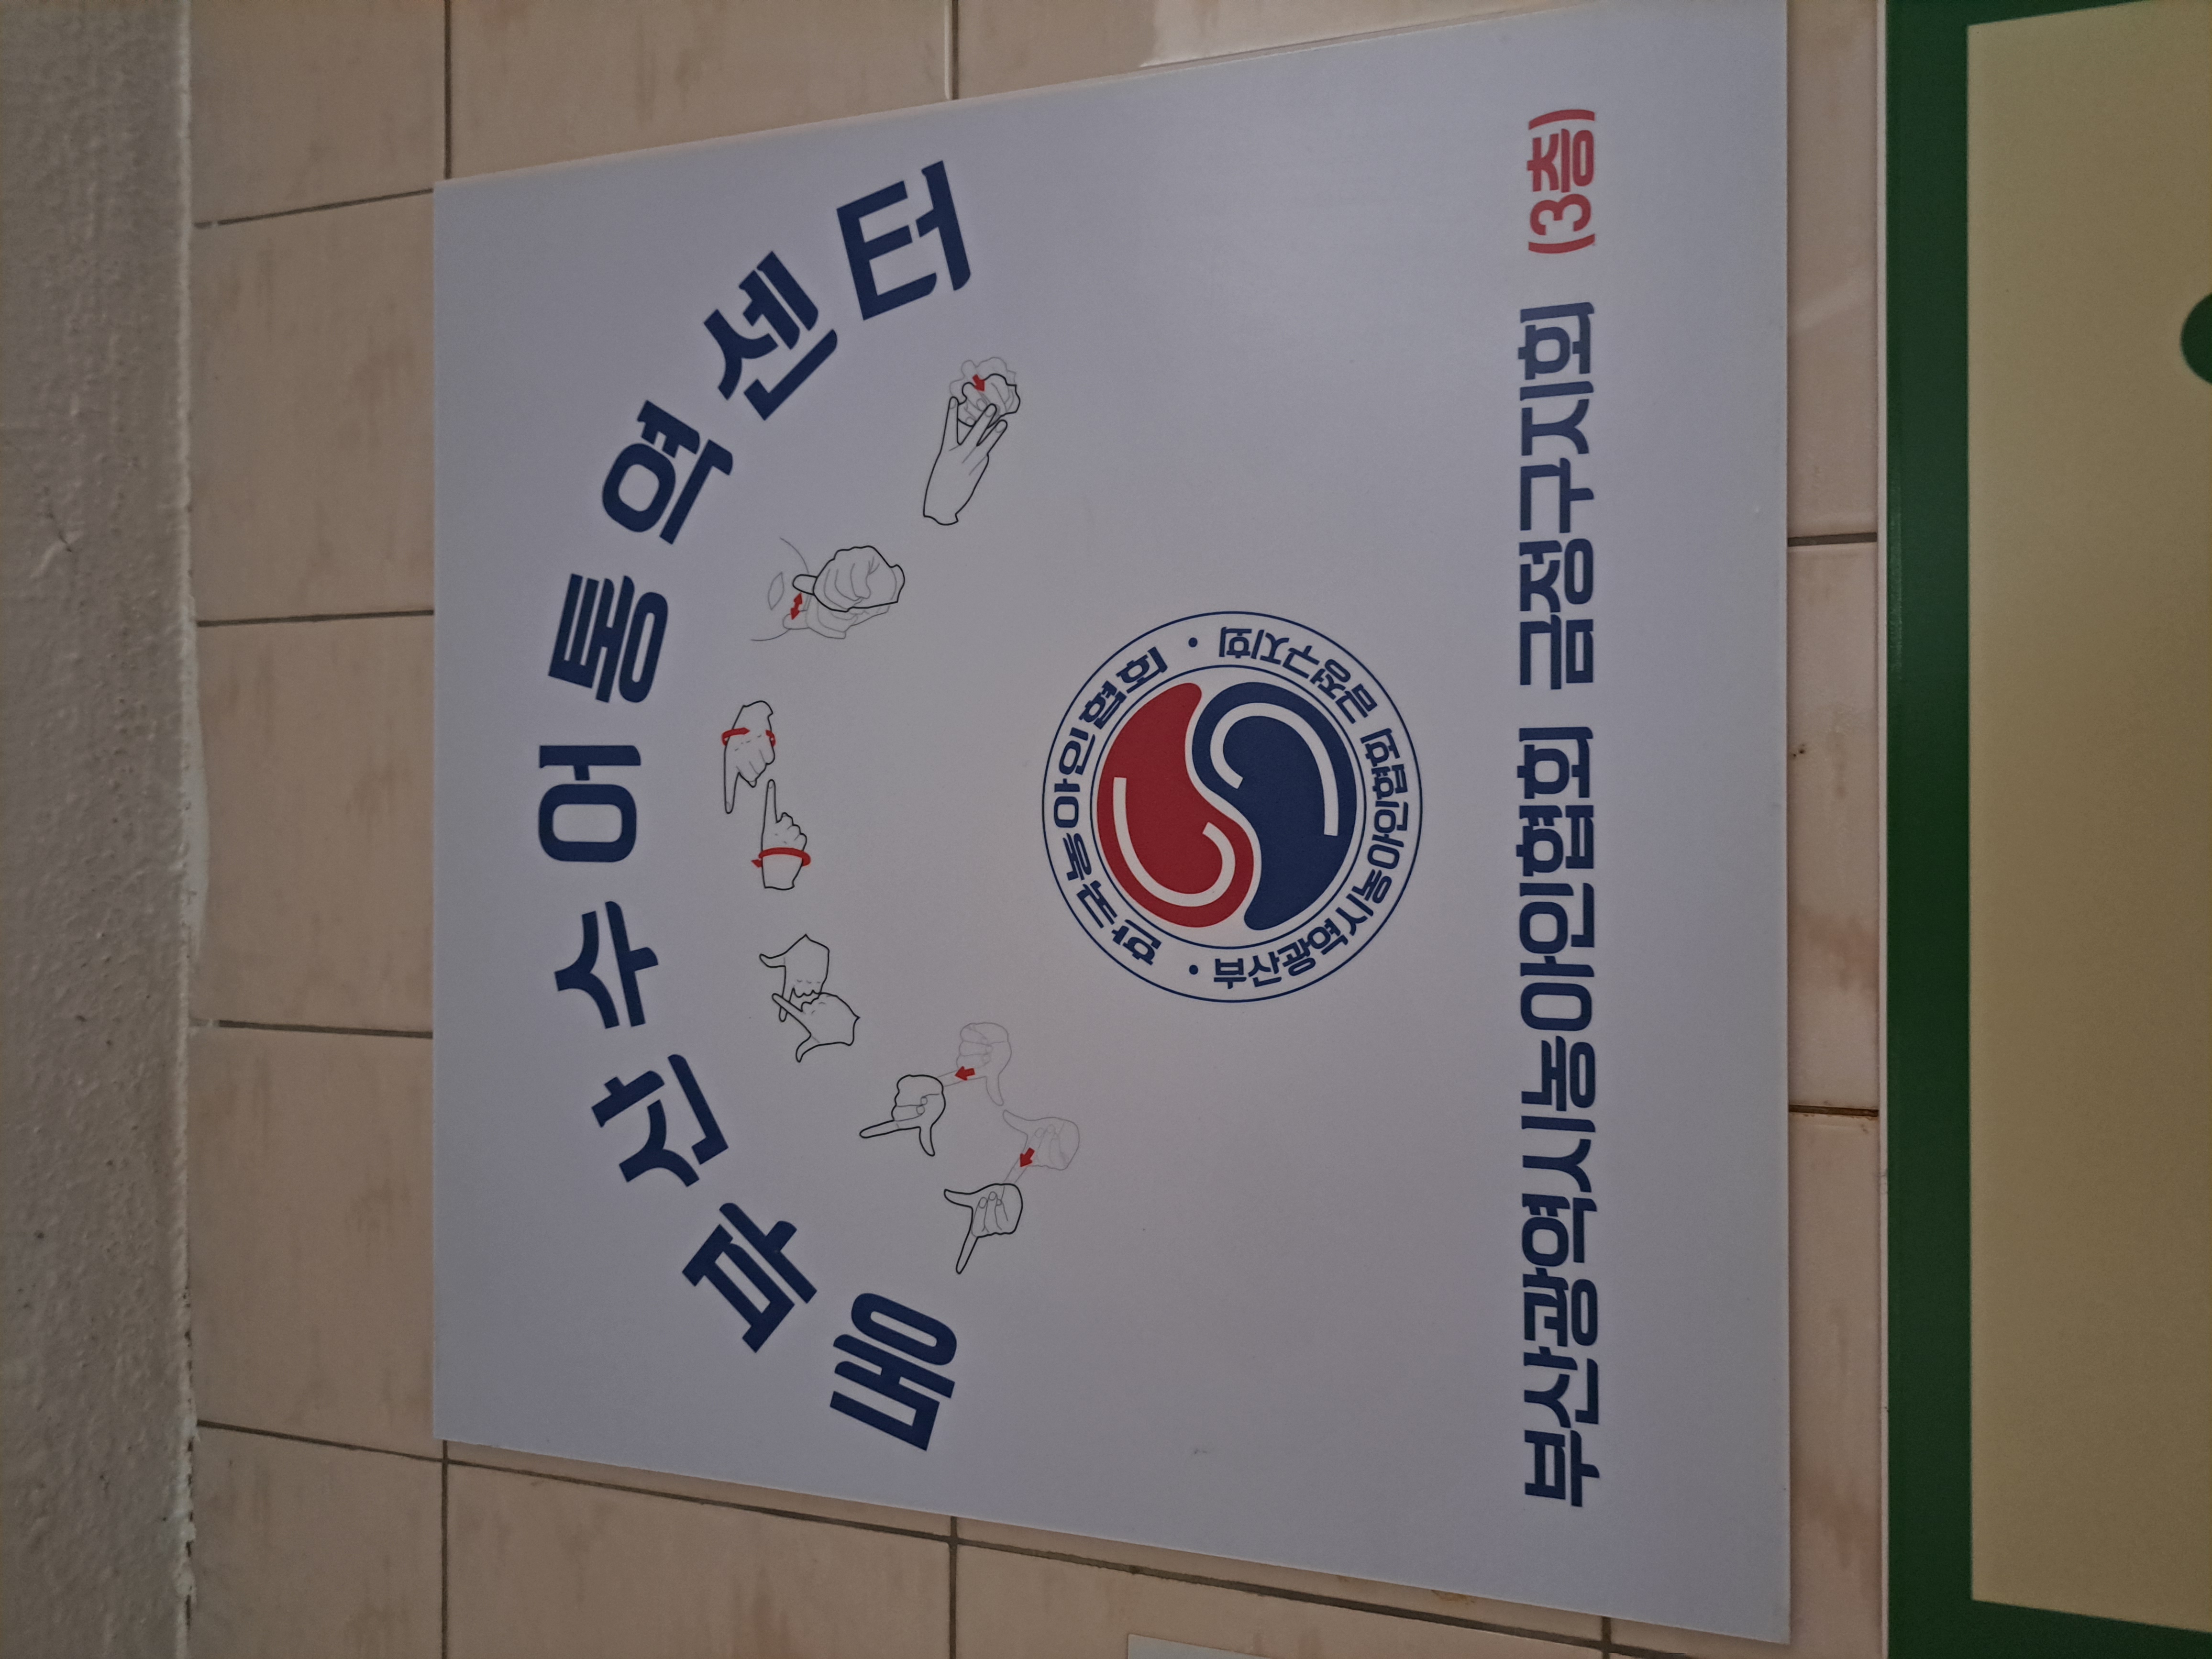 동파산수어통역센터
한국농아인협회
• 부산광역시농아인협회 금정구지회 •
부산광역시농아인협회 금정구지회 (3층)